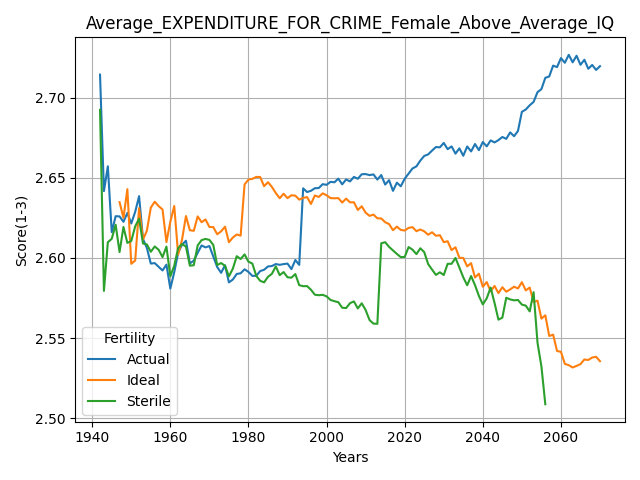 Average_EXPENDITURE_FOR_CRIME_Female_Above_Average_IQ
Score(1-3)
2.70
2.65
2.60
2.55
2.50
Fertility
Actual
Ideal
Sterile
1940 1960 1980 2000 2020 2040 2060
Years